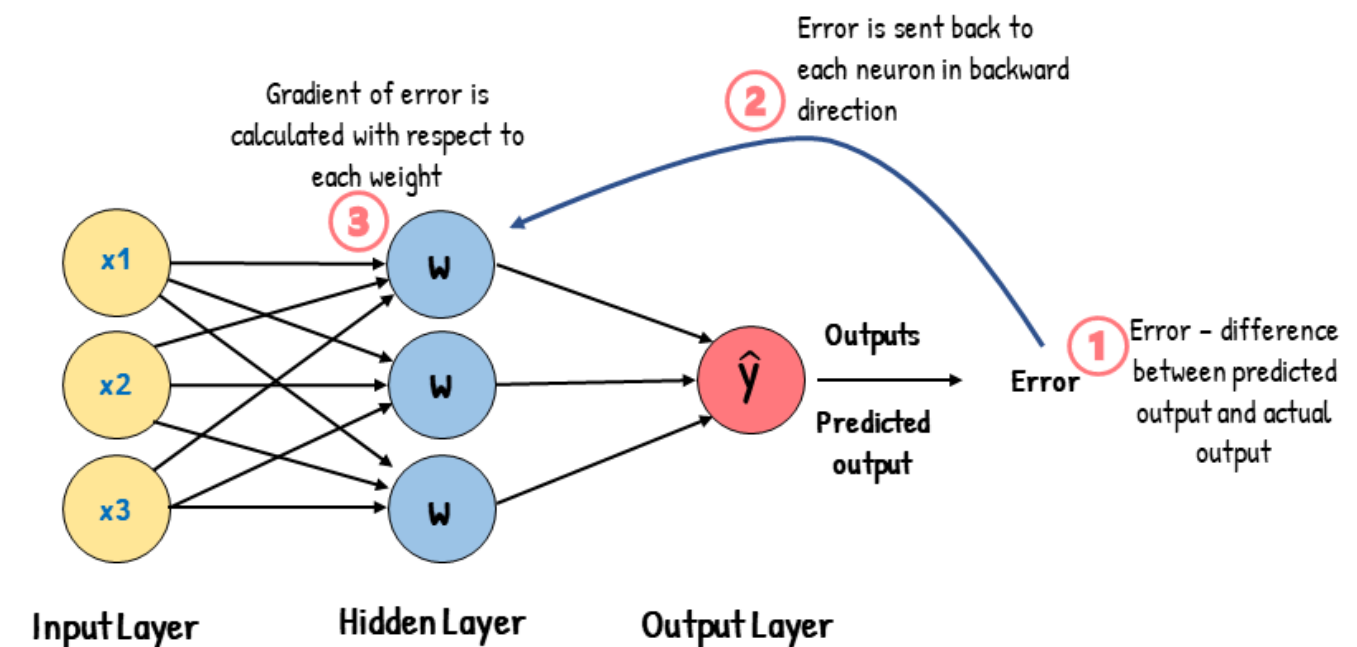 Error is sent back to
each neuron in backward
direction
2
Gradient of error is
calculated with respect to
each weight
3
x1
w
x2
w
x3
w
ŷ
Outputs
Predicted
output
Error
1
Error – difference
between predicted
output and actual
output
Input Layer
Hidden Layer
Output Layer